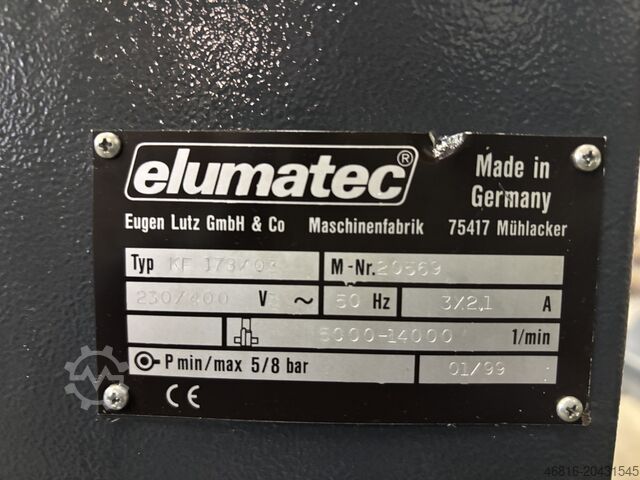 elumatec®
Made in
Germany
Eugen Lutz GmbH & Co Maschinenfabrik 75417 Mühlacker
Typ KF 178/03 M-Nr. 20569
230/400 V ~ 50 Hz 3/2,1 A
5000-14000 1/min
P min/max 5/8 bar 01/99
CE
46816-20431545